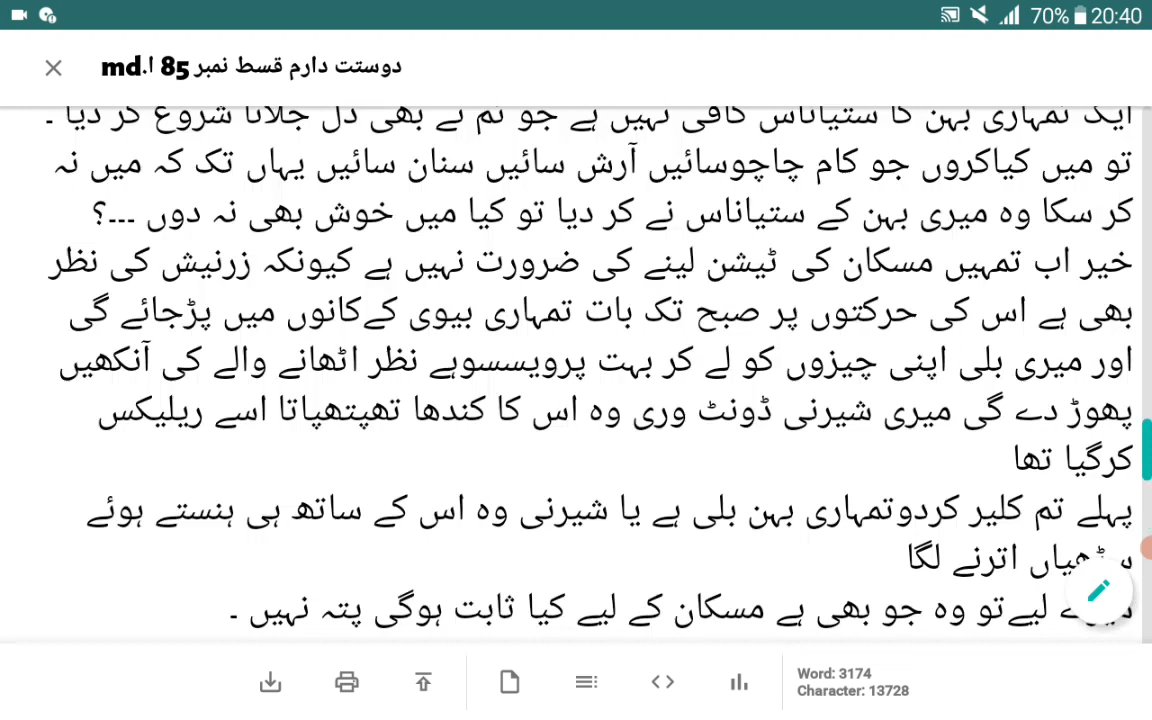 70% 20:40
دوستت دارم قسط نمبر 85 ا.md
ایک تمہاری بہن کا ستیاناس کافی نہیں ہے جو تم نے بھی دل جلانا شروع کر دیا ۔
تو میں کیاکروں جو کام چاچوسائیں آرش سائیں سنان سائیں یہاں تک کہ میں نہ
کر سکا وہ میری بہن کے ستیاناس نے کر دیا تو کیا میں خوش بھی نہ دوں ---؟
خیر اب تمہیں مسکان کی ٹیشن لینے کی ضرورت نہیں ہے کیونکہ زرنیش کی نظر
بھی ہے اس کی حرکتوں پر صبح تک بات تمہاری بیوی کےکانوں میں پڑجائے گی
اور میری بلی اپنی چیزوں کو لے کر بہت پرویسسوہے نظر اٹھانے والے کی آنکھیں
پھوڑ دے گی میری شیرنی ڈونٹ وری وہ اس کا کندھا تھپتھپاتا اسے ریلیکس
کرگیا تھا
پہلے تم کلیر کردوتمہاری بہن بلی ہے یا شیرنی وہ اس کے ساتھ ہی ہنستے ہوئے
سڑھیاں اترنے لگا
لیےتو وہ جو بھی ہے مسکان کے لیے کیا ثابت ہوگی پتہ نہیں ۔
Word: 3174
Character: 13728